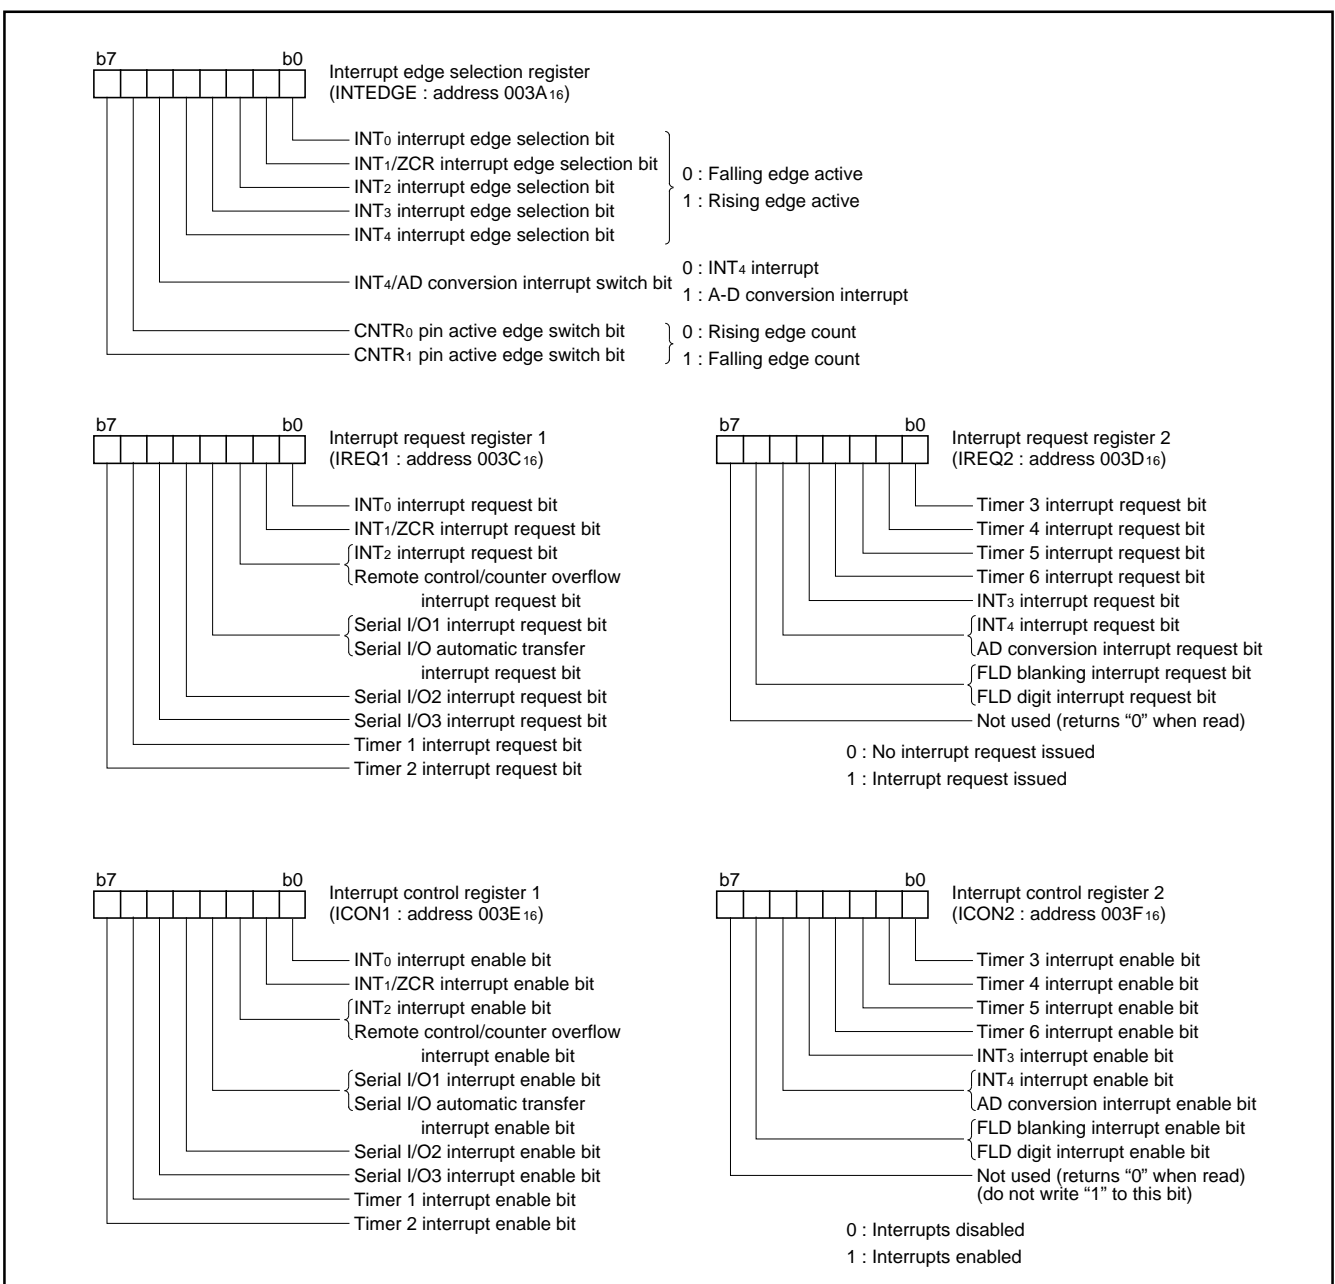 b7 b0
Interrupt edge selection register
(INTEDGE : address 003A16)
INT0 interrupt edge selection bit
INT1/ZCR interrupt edge selection bit
INT2 interrupt edge selection bit
INT3 interrupt edge selection bit
INT4 interrupt edge selection bit
0 : Falling edge active
1 : Rising edge active
INT4/AD conversion interrupt switch bit
0 : INT4 interrupt
1 : A-D conversion interrupt
CNTR0 pin active edge switch bit
CNTR1 pin active edge switch bit
0 : Rising edge count
1 : Falling edge count
b7 b0
Interrupt request register 1
(IREQ1 : address 003C16)
INT0 interrupt request bit
INT1/ZCR interrupt request bit
INT2 interrupt request bit
Remote control/counter overflow
interrupt request bit
Serial I/O1 interrupt request bit
Serial I/O automatic transfer
interrupt request bit
Serial I/O2 interrupt request bit
Serial I/O3 interrupt request bit
Timer 1 interrupt request bit
Timer 2 interrupt request bit
b7 b0
Interrupt request register 2
(IREQ2 : address 003D16)
Timer 3 interrupt request bit
Timer 4 interrupt request bit
Timer 5 interrupt request bit
Timer 6 interrupt request bit
INT3 interrupt request bit
INT4 interrupt request bit
AD conversion interrupt request bit
FLD blanking interrupt request bit
FLD digit interrupt request bit
Not used (returns “0” when read)
0 : No interrupt request issued
1 : Interrupt request issued
b7 b0
Interrupt control register 1
(ICON1 : address 003E16)
INT0 interrupt enable bit
INT1/ZCR interrupt enable bit
INT2 interrupt enable bit
Remote control/counter overflow
interrupt enable bit
Serial I/O1 interrupt enable bit
Serial I/O automatic transfer
interrupt enable bit
Serial I/O2 interrupt enable bit
Serial I/O3 interrupt enable bit
Timer 1 interrupt enable bit
Timer 2 interrupt enable bit
b7 b0
Interrupt control register 2
(ICON2 : address 003F16)
Timer 3 interrupt enable bit
Timer 4 interrupt enable bit
Timer 5 interrupt enable bit
Timer 6 interrupt enable bit
INT3 interrupt enable bit
INT4 interrupt enable bit
AD conversion interrupt enable bit
FLD blanking interrupt enable bit
FLD digit interrupt enable bit
Not used (returns “0” when read)
(do not write “1” to this bit)
0 : Interrupts disabled
1 : Interrupts enabled